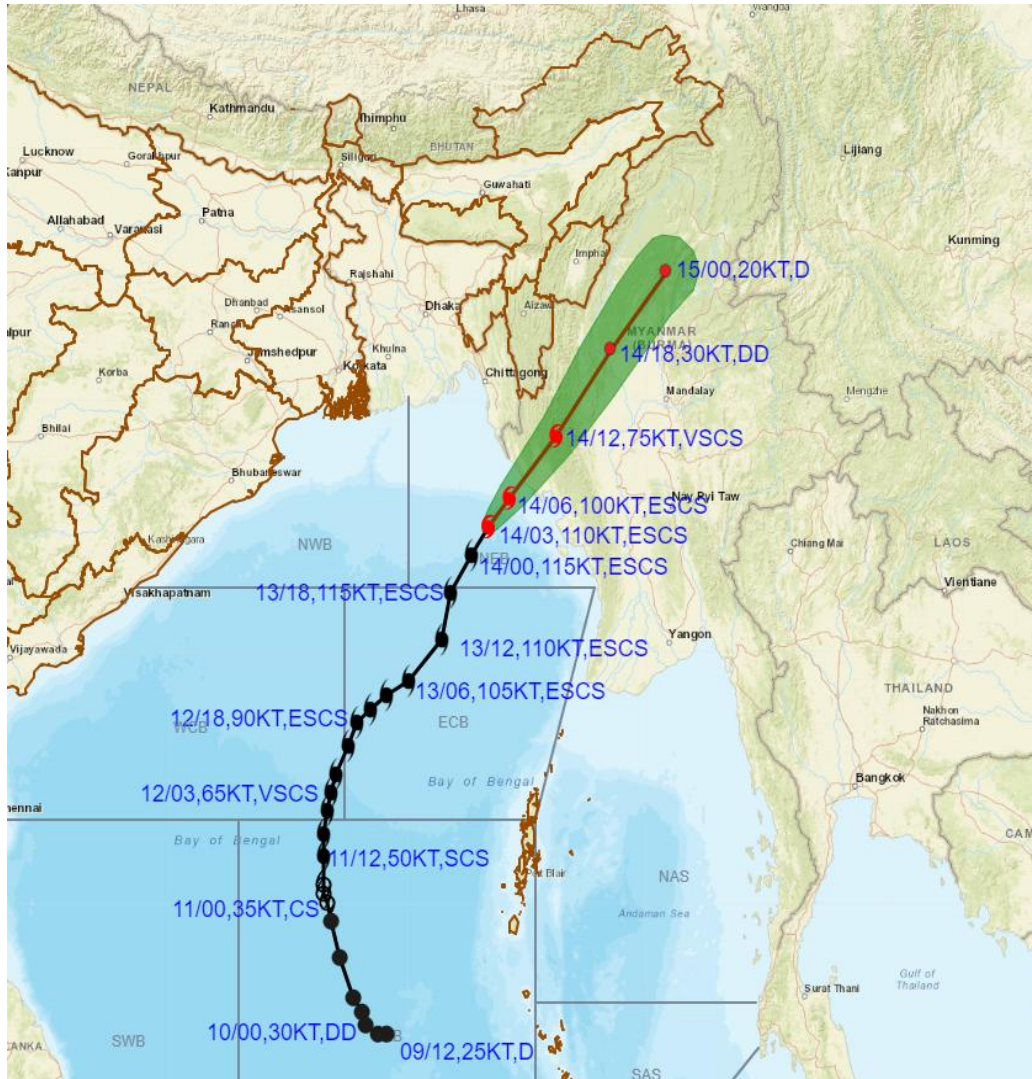 Lhasa
Wangda
NEPAL
Kathmandu
Thimphu
BHUTAN
Lucknow
Gorakhpur
Siliguri
Lijiang
Kanpur
Guwahati
Patna
Allahabad
Varanasi
Imphal
Kunming
Rajshahi
15/00,20KT,D
Dhanbad
Asansol
Dhaka
Aizawl
MYANMAR
(BURMA)
14/18,30KT,DD
Jamshedpur
Khulna
Kolkata
Korba
Chittagong
Mandalay
Mengzhe
Bhilai
14/12,75KT,VSCS
Bhubaneswar
Nay Pyi Taw
14/06,100KT,ESCS
14/03,110KT,ESCS
NWB
NEB
Chiang Mai
LAOS
14/00,115KT,ESCS
Vientiane
Visakhapatnam
13/18,115KT,ESCS
Vijayawada
Yangon
13/12,110KT,ESCS
THAILAND
13/06,105KT,ESCS
Nakhon
Ratchasima
12/18,90KT,ESCS
WCB
ECB
Bay of Bengal
Bangkok
12/03,65KT,VSCS
hennai
CAM
Bay of Bengal
11/12,50KT,SCS
Port Blair
NAS
11/00,35KT,CS
Andaman Sea
Gulf of
Thailand
Surat Thani
10/00,30KT,DD
SWB
ANKA
09/12,25KT,D
SAS